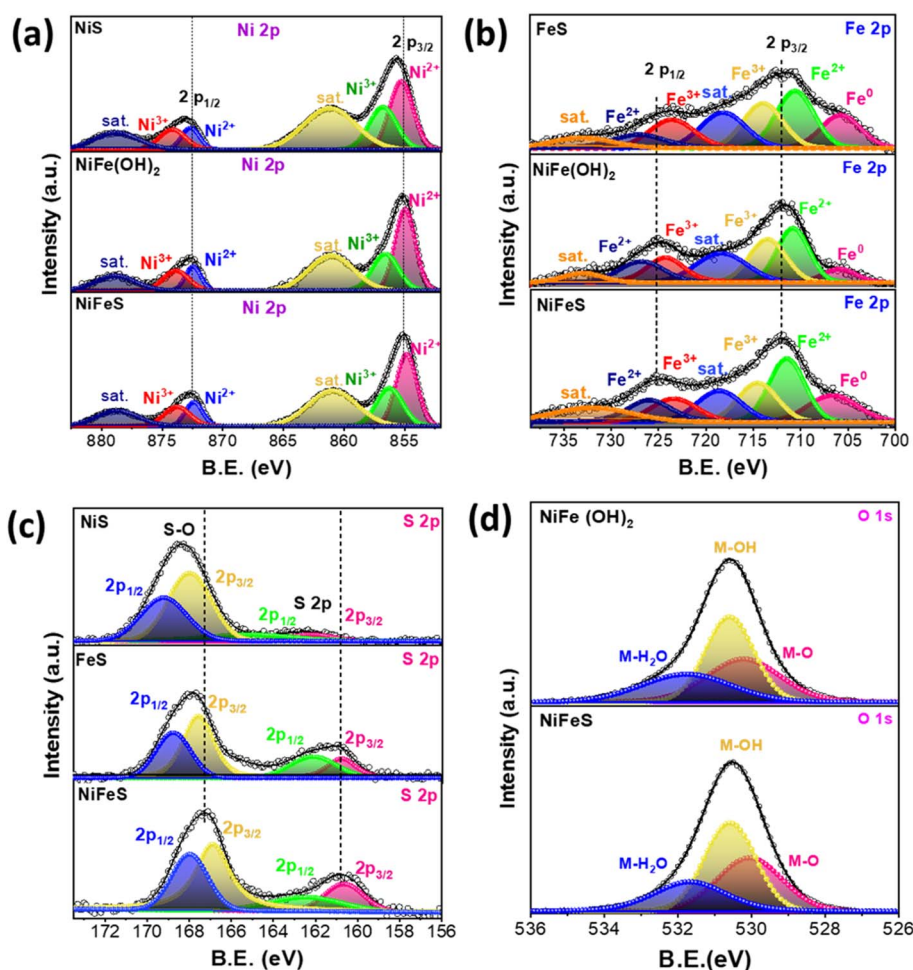 (a)
NiS
Ni 2p
2 p3/2
2 p1/2
Ni3+
Ni2+
sat.
Ni3+
Ni2+
sat.
NiFe(OH)2
Ni 2p
Ni2+
Ni3+
sat.
Ni2+
Ni3+
sat.
NiFeS
Ni 2p
Ni2+
Ni3+
sat.
Ni2+
Ni3+
sat.
Intensity (a.u.)
880 875 870 865 860 855
B.E. (eV)
(b)
FeS
Fe 2p
2 p3/2
2 p1/2
Fe3+
Fe2+
Fe0
sat.
Fe3+
Fe2+
sat.
NiFe(OH)2
Fe 2p
Fe2+
Fe3+
Fe0
sat.
Fe3+
Fe2+
sat.
NiFeS
Fe 2p
Fe3+
Fe2+
Fe0
sat.
Fe3+
Fe2+
sat.
Intensity (a.u.)
735 730 725 720 715 710 705 700
B.E. (eV)
(c)
NiS
S 2p
S-O
2p1/2
2p3/2
S 2p
2p1/2
2p3/2
FeS
S 2p
2p1/2
2p3/2
2p1/2
2p3/2
NiFeS
S 2p
2p1/2
2p3/2
2p1/2
2p3/2
Intensity (a.u.)
172 170 168 166 164 162 160 158 156
B.E. (eV)
(d)
NiFe (OH)2
O 1s
M-OH
M-H2O
M-O
NiFeS
O 1s
M-OH
M-H2O
M-O
Intensity (a.u.)
536 534 532 530 528 526
B.E.(eV)